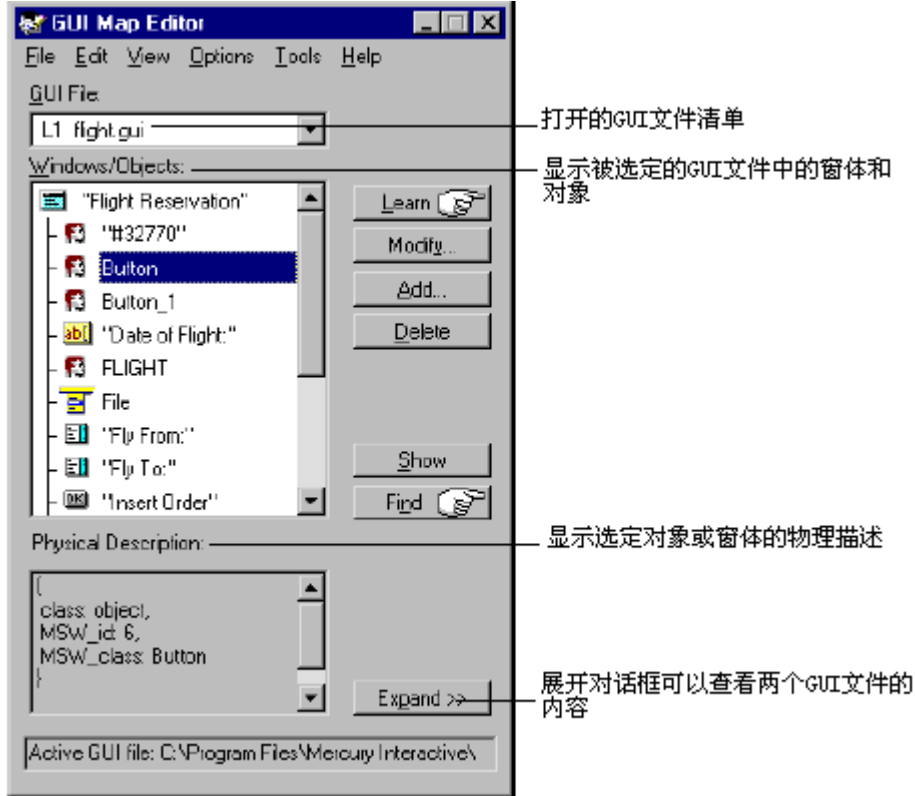 GUI Map Editor
File Edit View Options Tools Help
GUI File:
L1 flight.gui
打开的GUI文件清单
Windows/Objects:
显示被选定的GUI文件中的窗体和
对象
"Flight Reservation"
"#32770"
Button
Button_1
"Date of Flight:"
FLIGHT
File
"Fly From:"
"Fly To:"
OK "Insert Order"
ab
Learn
Modify...
Add...
Delete
Show
Find
Physical Description:
显示选定对象或窗体的物理描述
{
class: object,
MSW_id: 6,
MSW_class: Button
}
Expand >>
展开对话框可以查看两个GUI文件的
内容
Active GUI file: C:\Program Files\Mercury Interactive\